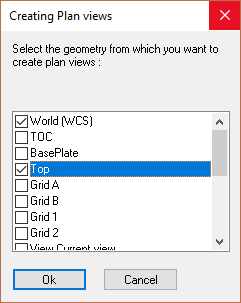 Creating Plan views
Select the geometry from which you want to
create plan views :
World (WCS)
TOC
BasePlate
Top
Grid A
Grid B
Grid 1
Grid 2
View Current view
Ok
Cancel